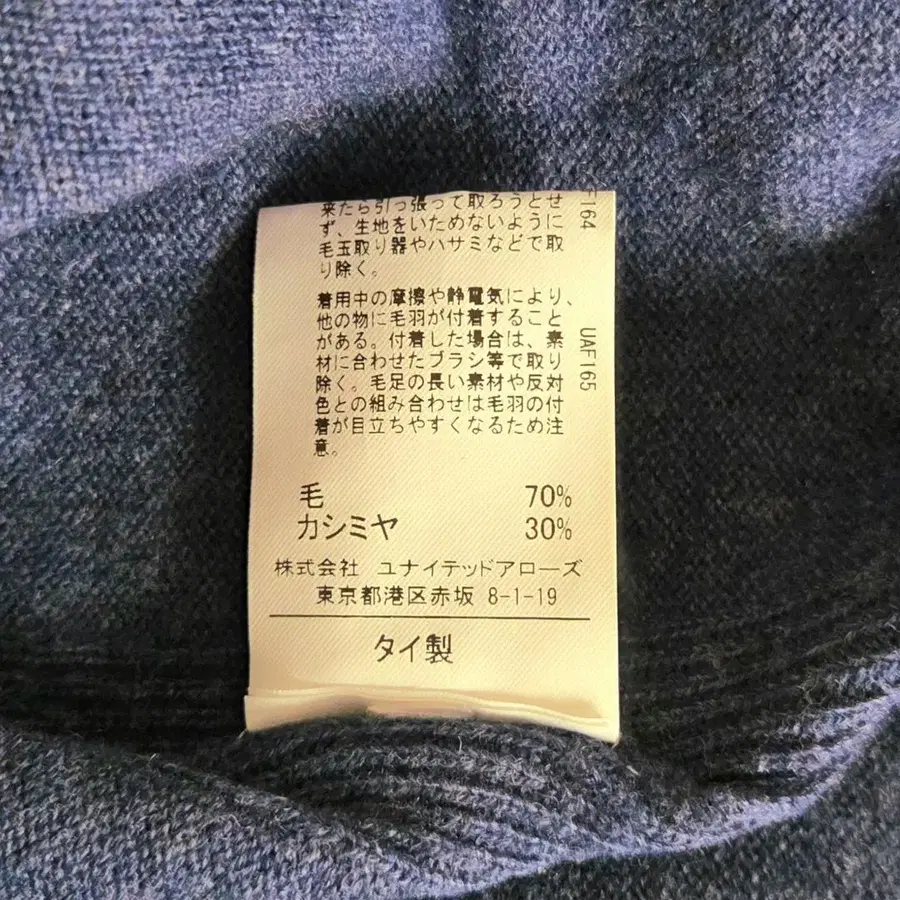 来たら引っ張って取ろうとせ
ず、生地をいためないように
毛玉取り器やハサミなどで取
り除く。
着用中の摩擦や静電気により、
他の物に毛羽が付着すること
がある。付着した場合は、素
材に合わせたブラシ等で取り
除く。毛足の長い素材や反対
色との組み合わせは毛羽の付
着が目立ちやすくなるため注
意。
毛 70%
カシミヤ 30%
株式会社 ユナイテッドアローズ
東京都港区赤坂 8-1-19
タイ製
F164
UAF165